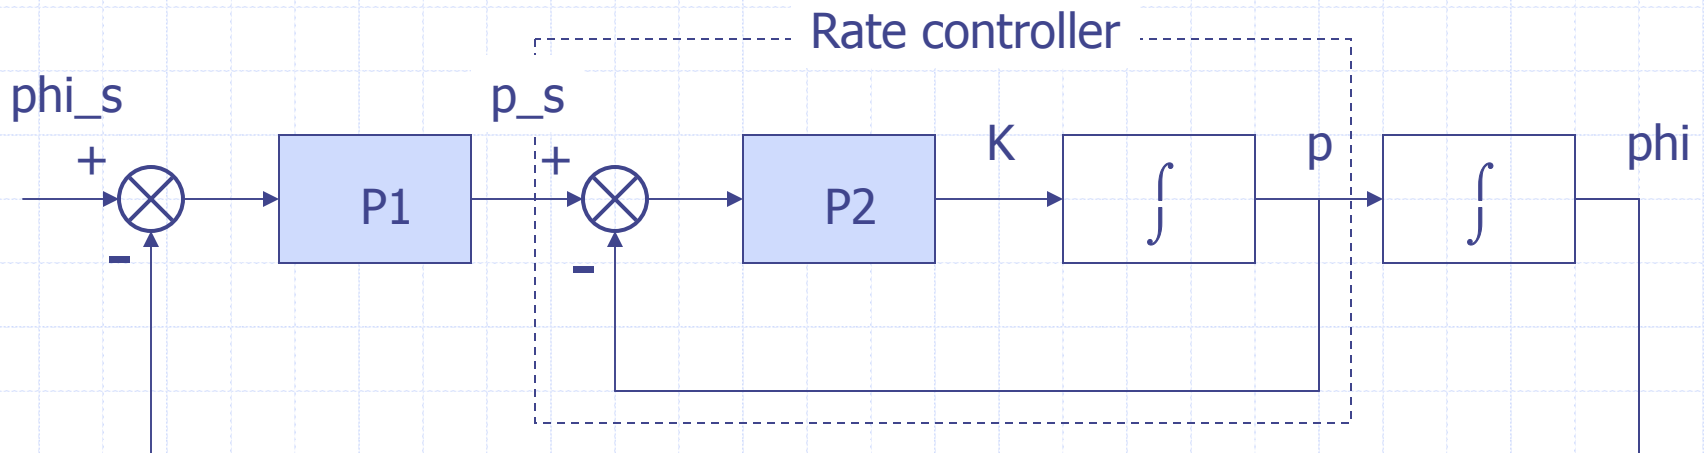 Rate controller
phi_s
p_s
K
p
phi
+
+
P1
P2
∫
∫
-
-